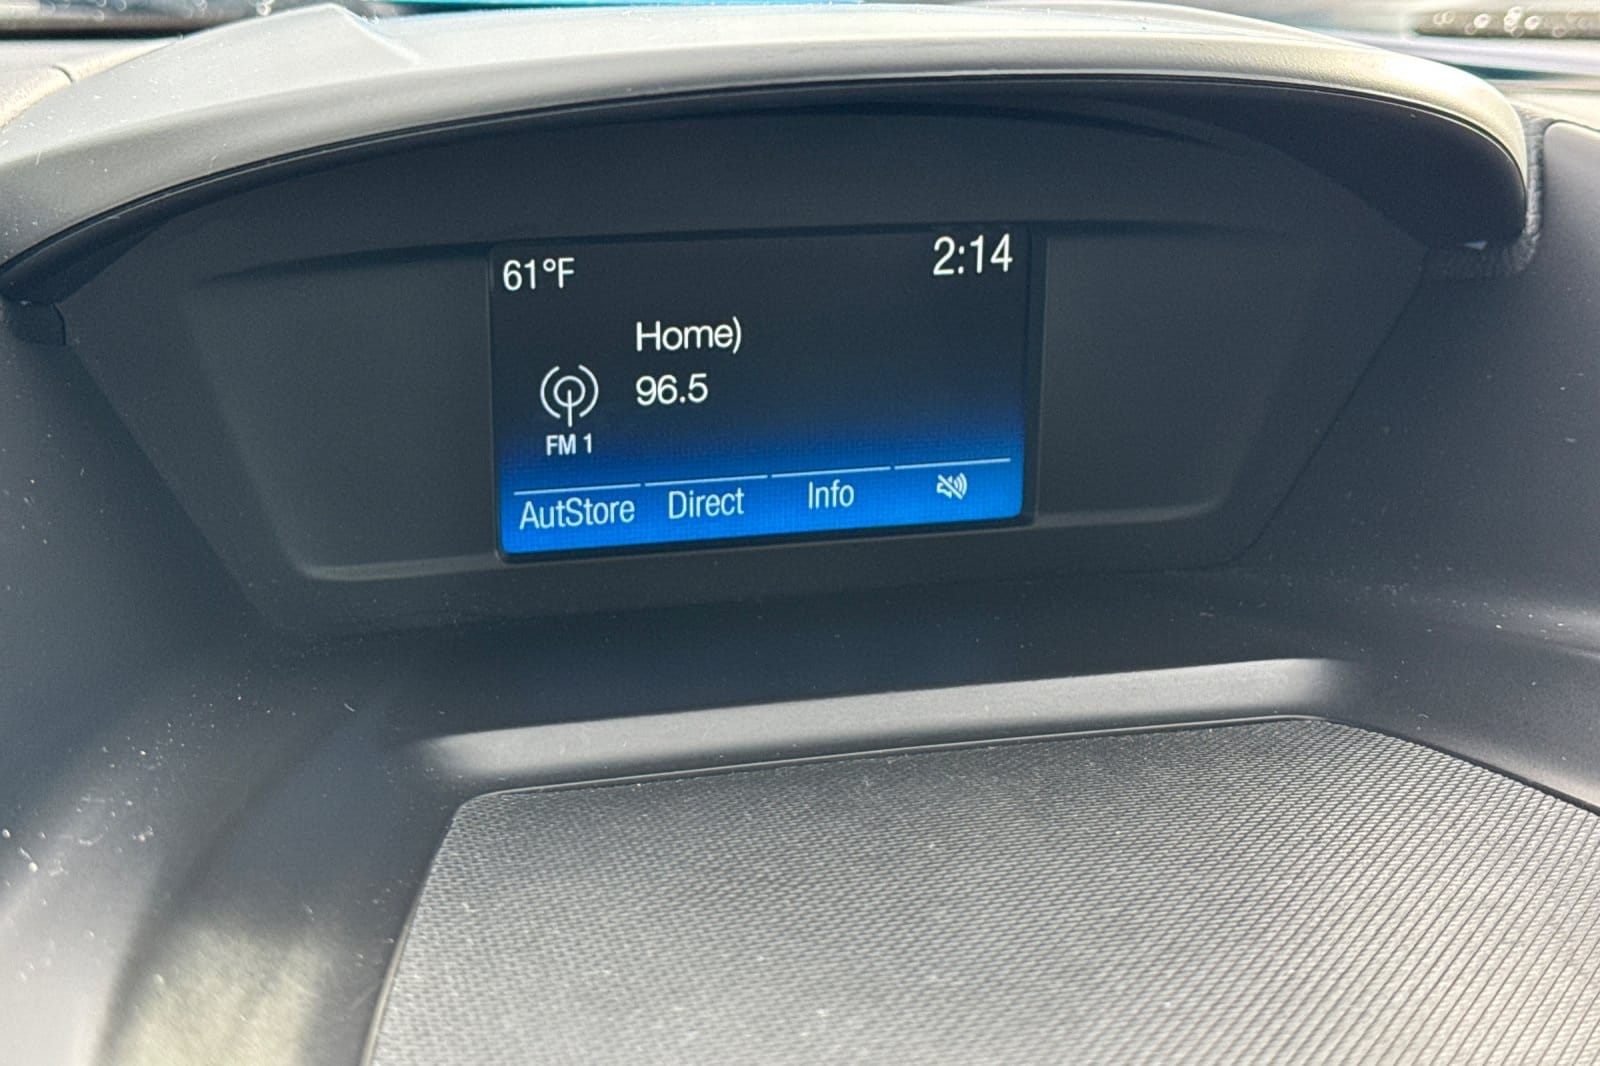 61°F 2:14
Home)
96.5
FM 1
AutStore Direct Info